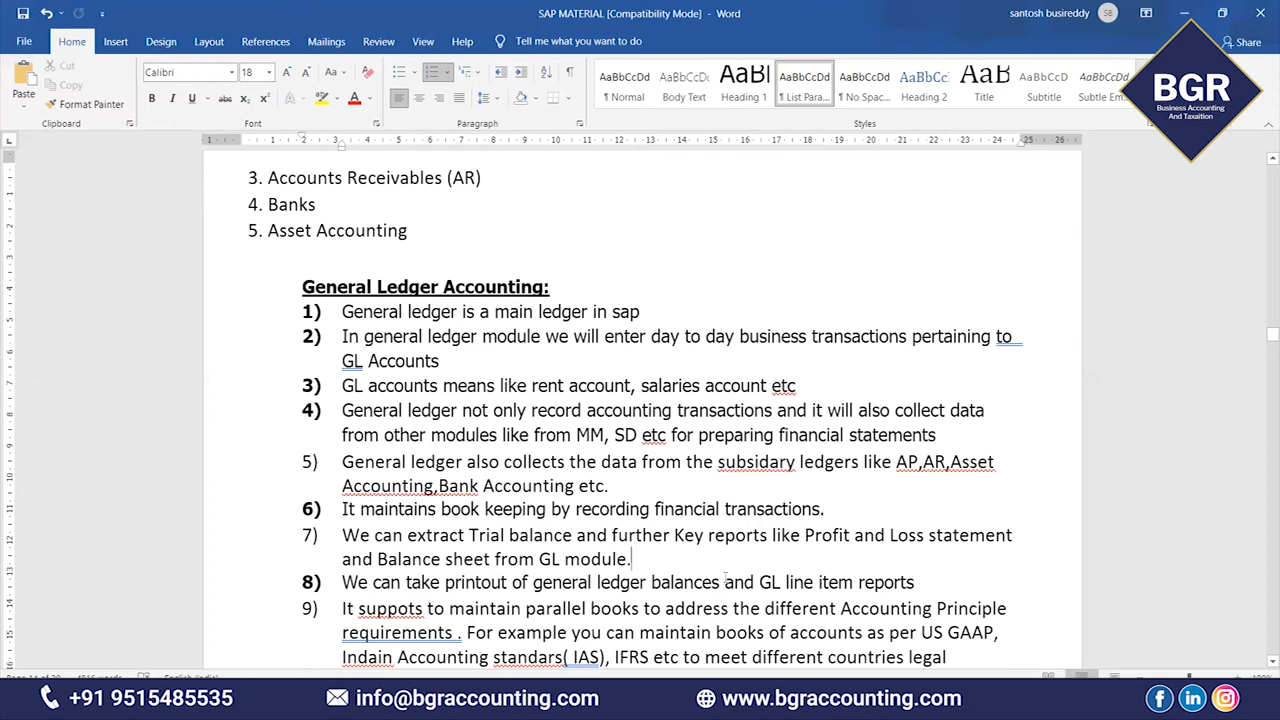 SAP MATERIAL [Compatibility Mode] - Word
santosh busireddy SB
File Home Insert Design Layout References Mailings Review View Help Tell me what you want to do Share
Paste
Cut
Copy
Format Painter
Clipboard
Calibri 18
Font
Paragraph
AaBbCcDd AaBbCcDd AaBl AaBbCcDd AaBbCcDd AaBbCcDd AaBb AaBbCcD AaBbCcDd
¶ Normal Body Text Heading 1 ¶ List Para... ¶ No Spac... Heading 2 Title Subtitle Subtle Em...
Styles
BGR
Business Accounting
And Taxaition
3. Accounts Receivables (AR)
4. Banks
5. Asset Accounting
General Ledger Accounting:
1) General ledger is a main ledger in sap
2) In general ledger module we will enter day to day business transactions pertaining to
GL Accounts
3) GL accounts means like rent account, salaries account etc
4) General ledger not only record accounting transactions and it will also collect data
from other modules like from MM, SD etc for preparing financial statements
5) General ledger also collects the data from the subsidary ledgers like AP,AR,Asset
Accounting,Bank Accounting etc.
6) It maintains book keeping by recording financial transactions.
7) We can extract Trial balance and further Key reports like Profit and Loss statement
and Balance sheet from GL module.
8) We can take printout of general ledger balances and GL line item reports
9) It suppots to maintain parallel books to address the different Accounting Principle
requirements . For example you can maintain books of accounts as per US GAAP,
Indain Accounting standars( IAS), IFRS etc to meet different countries legal
+91 9515485535 info@bgraccounting.com www.bgraccounting.com